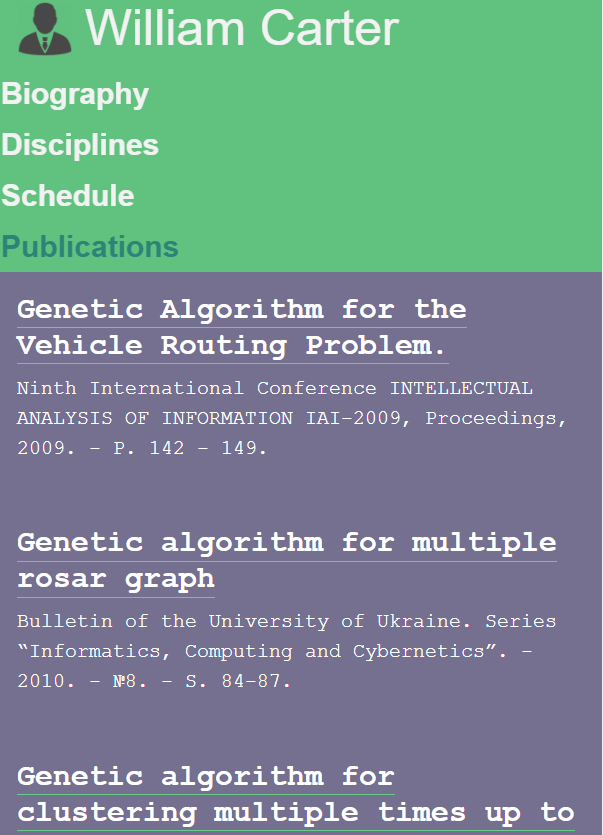 William Carter
Biography
Disciplines
Schedule
Publications
Genetic Algorithm for the
Vehicle Routing Problem.
Ninth International Conference INTELLECTUAL
ANALYSIS OF INFORMATION IAI-2009, Proceedings,
2009. - P. 142 - 149.
Genetic algorithm for multiple
rosar graph
Bulletin of the University of Ukraine. Series
“Informatics, Computing and Cybernetics”. -
2010. - №8. - S. 84-87.
Genetic algorithm for
clustering multiple times up to